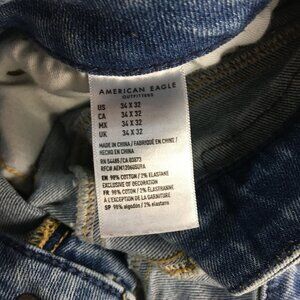 AMERICAN EAGLE
OUTFITTERS
US 34 X 32
CA 34 X 32
MX 34 X 32
UK 34 X 32
MADE IN CHINA / FABRIQUÉ EN CHINE /
HECHO EN CHINA
RN 54485/CA 03073
EN 98% COTTON / 2% ELASTANE
EXCLUSIVE OF DECORATION
FR 98% COTON / 2% ÉLASTHANNE
À L'EXCEPTION DE LA GARNITURE
SP 98% algodon / 2% elastano